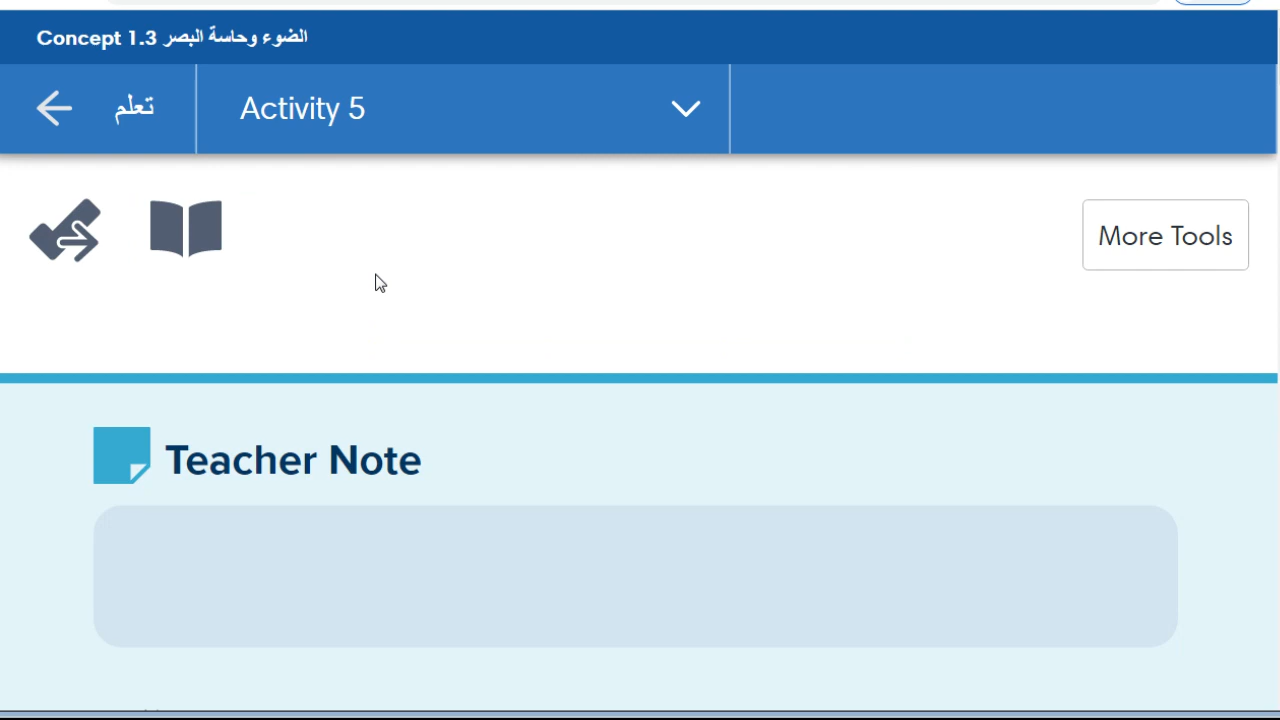 Concept 1.3 الضوء وحاسة البصر
تعلم
Activity 5
More Tools
Teacher Note